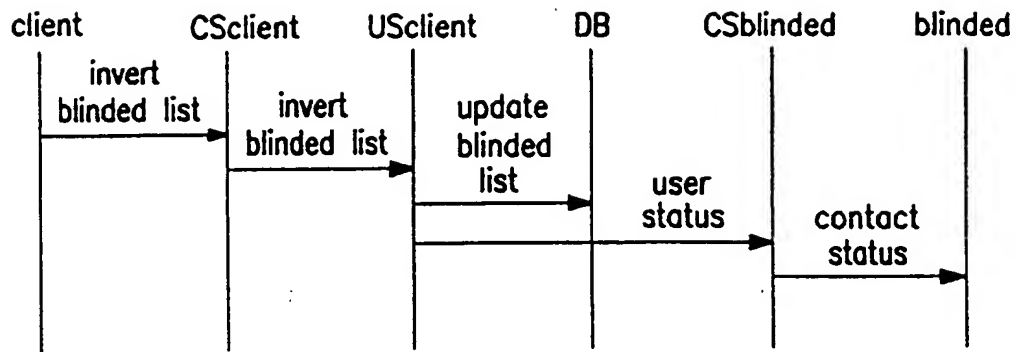 client CSclient USclient DB CSblinded blinded
invert
blinded list
invert
blinded list
update
blinded
list
user
status
contact
status